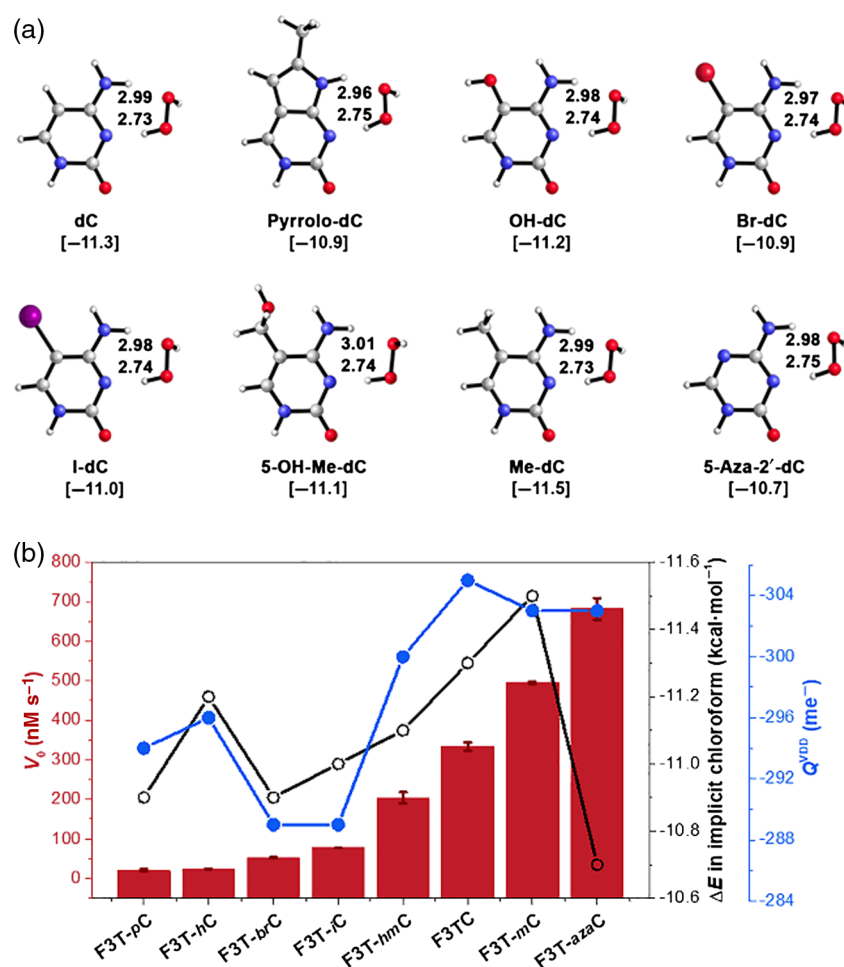 (a)
2.99
2.73
dC
[−11.3]
2.96
2.75
Pyrrolo-dC
[−10.9]
2.98
2.74
OH-dC
[−11.2]
2.97
2.74
Br-dC
[−10.9]
2.98
2.74
I-dC
[−11.0]
3.01
2.74
5-OH-Me-dC
[−11.1]
2.99
2.73
Me-dC
[−11.5]
2.98
2.75
5-Aza-2′-dC
[−10.7]
(b)
V₀ (nM s⁻¹)
800
700
600
500
400
300
200
100
0
F3T-pC
F3T-hC
F3T-brC
F3T-iC
F3T-hmC
F3TC
F3T-mC
F3T-azaC
-11.6
-11.4
-11.2
-11.0
-10.8
-10.6
ΔE in implicit chloroform (kcal·mol⁻¹)
-304
-300
-296
-292
-288
-284
Qⱽᴰᴰ (me⁻)